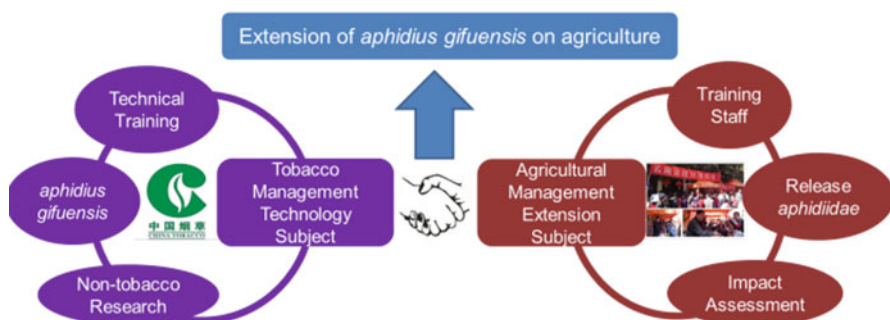 Extension of aphidius gifuensis on agriculture
Technical
Training
aphidius
gifuensis
Non-tobacco
Research
中国烟草
CHINA TOBACCO
Tobacco
Management
Technology
Subject
Agricultural
Management
Extension
Subject
Training
Staff
Release
aphidiidae
Impact
Assessment